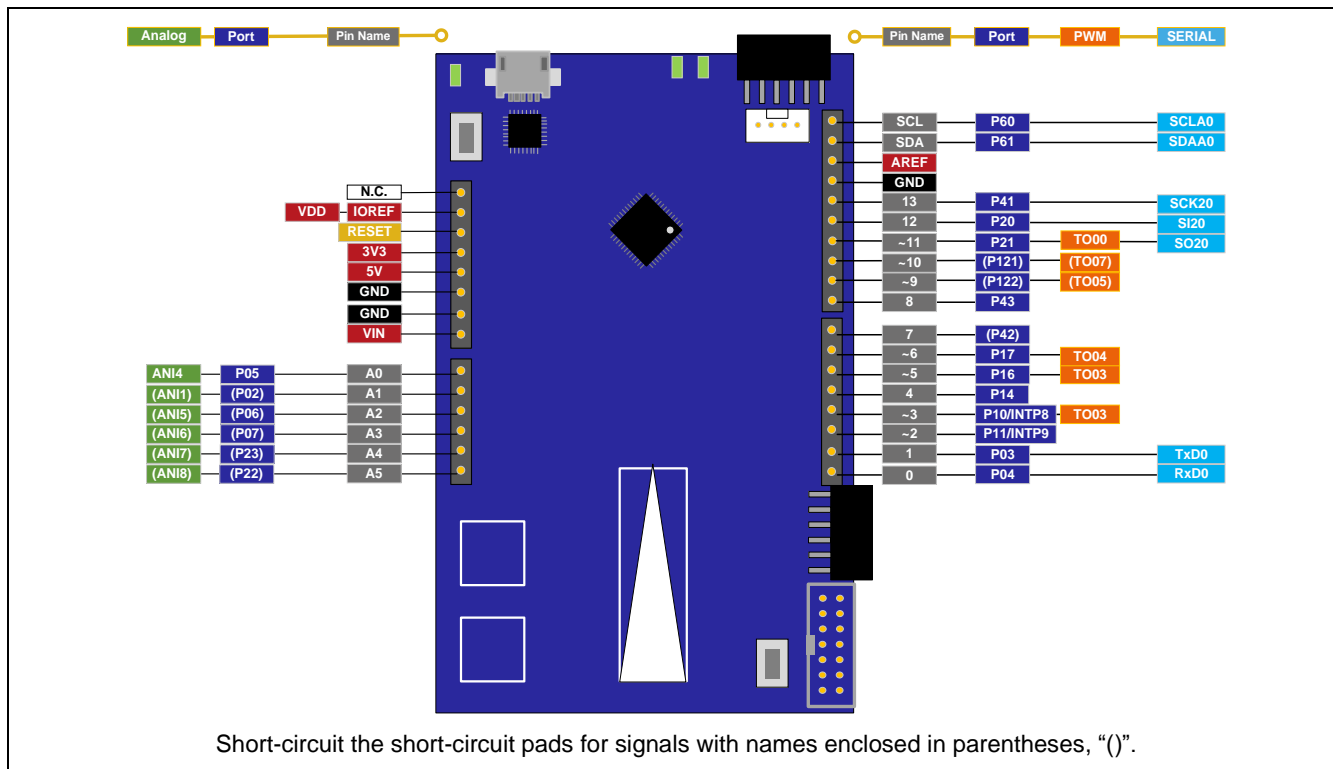 Analog Port Pin Name
Pin Name Port PWM SERIAL
N.C.
VDD IOREF
RESET
3V3
5V
GND
GND
VIN
ANI4 P05 A0
(ANI1) (P02) A1
(ANI5) (P06) A2
(ANI6) (P07) A3
(ANI7) (P23) A4
(ANI8) (P22) A5
SCL P60 SCLA0
SDA P61 SDAA0
AREF
GND
13 P41 SCK20
12 P20 SI20
~11 P21 TO00 SO20
~10 (P121) (TO07)
~9 (P122) (TO05)
8 P43
7 (P42)
~6 P17 TO04
~5 P16 TO03
4 P14
~3 P10/INTP8 TO03
~2 P11/INTP9
1 P03 TxD0
0 P04 RxD0
Short-circuit the short-circuit pads for signals with names enclosed in parentheses, “()”.